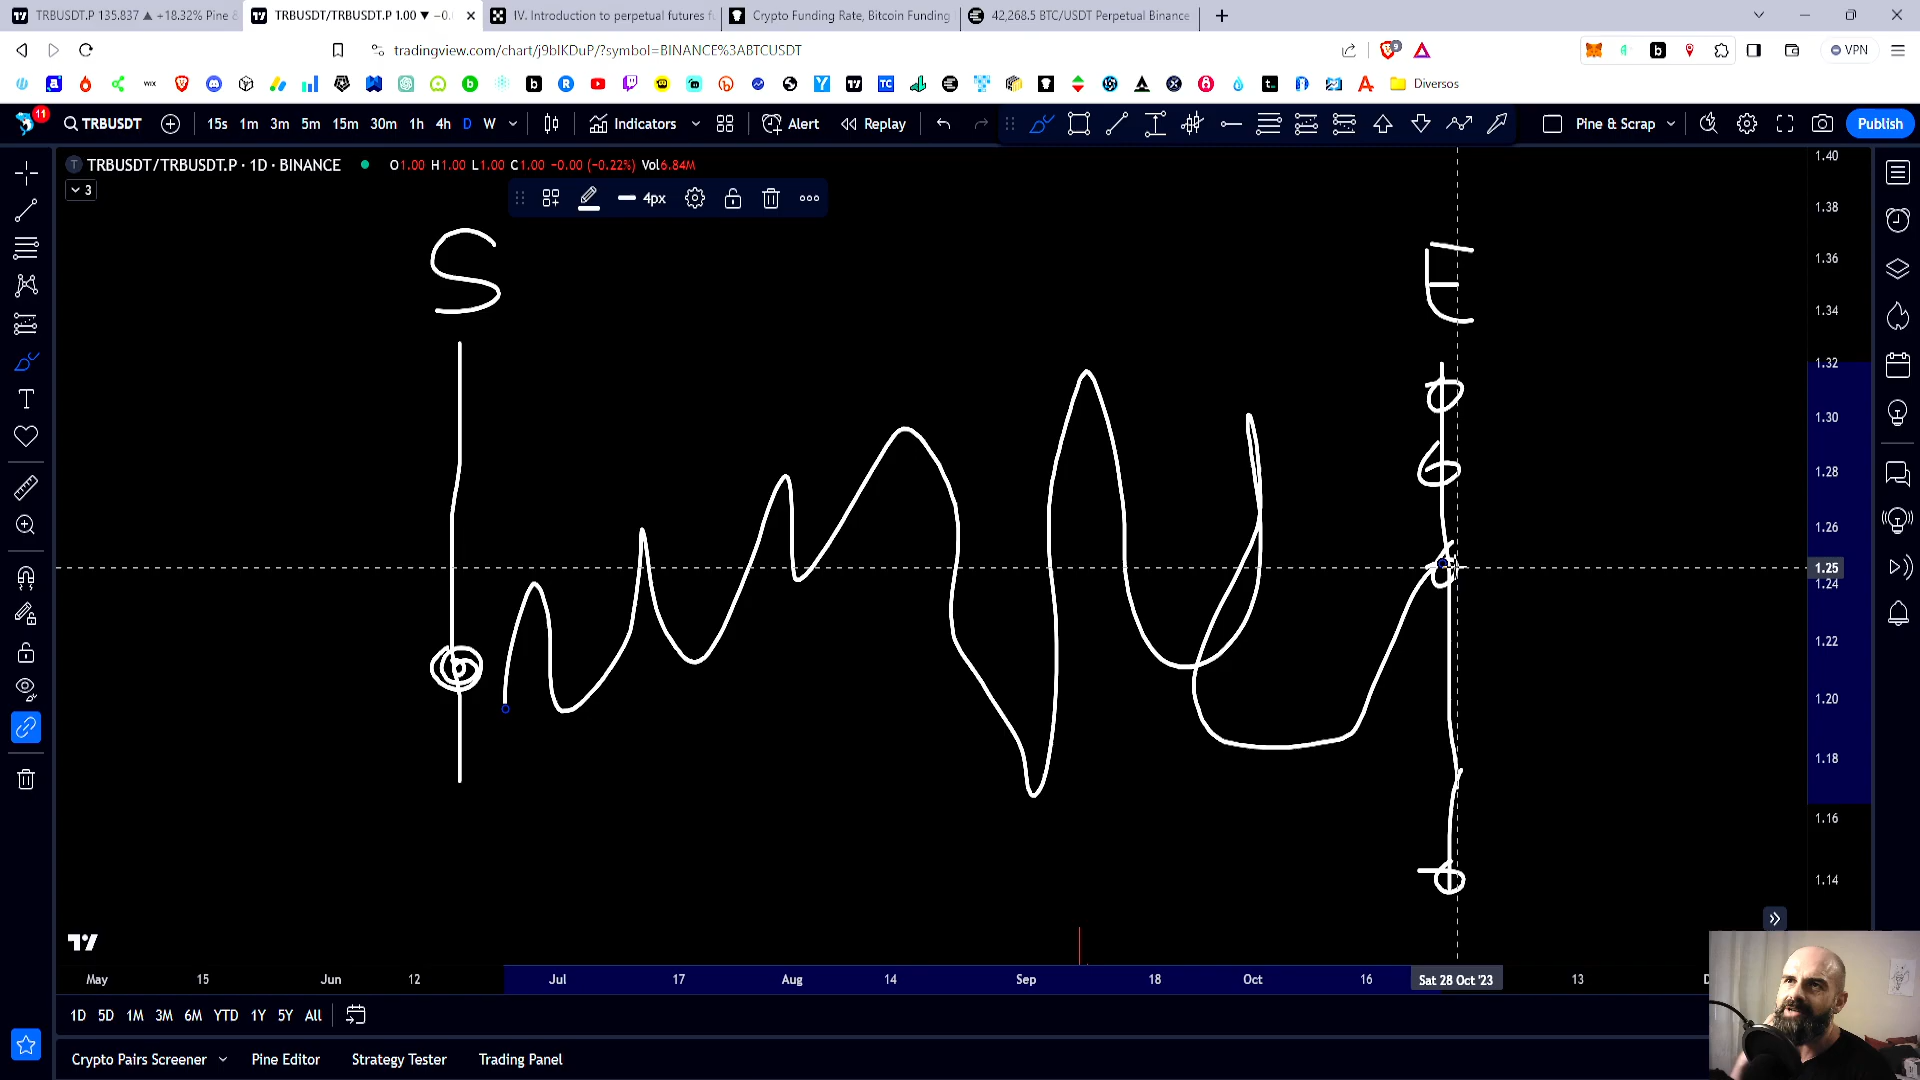 TRBUSDT.P 135.837 ▲ +18.32% Pine &
TRBUSDT/TRBUSDT.P 1.00 ▼ −0.
IV. Introduction to perpetual futures f
Crypto Funding Rate, Bitcoin Funding
42,268.5 BTC/USDT Perpetual Binance
tradingview.com/chart/j9blKDuP/?symbol=BINANCE%3ABTCUSDT
9
VPN
Diversos
11
TRBUSDT
15s 1m 3m 5m 15m 30m 1h 4h D W
Indicators
Alert
Replay
Pine & Scrap
Publish
TRBUSDT/TRBUSDT.P · 1D · BINANCE
O1.00 H1.00 L1.00 C1.00 −0.00 (−0.22%) Vol6.84M
3
4px
S
E
1.40
1.38
1.36
1.34
1.32
1.30
1.28
1.26
1.25
1.24
1.22
1.20
1.18
1.16
1.14
May 15 Jun 12 Jul 17 Aug 14 Sep 18 Oct 16 Sat 28 Oct '23 13
1D 5D 1M 3M 6M YTD 1Y 5Y All
Crypto Pairs Screener
Pine Editor
Strategy Tester
Trading Panel